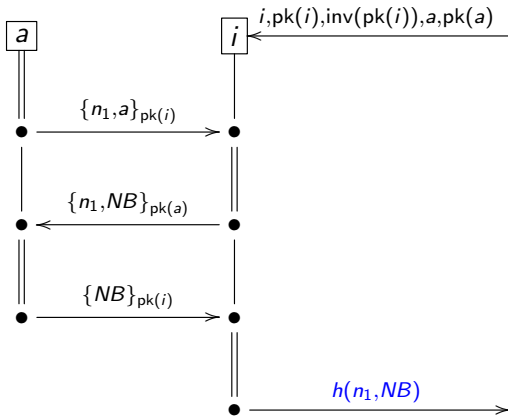 i,pk(i),inv(pk(i)),a,pk(a)
a
i
{n₁,a}pk(i)
{n₁,NB}pk(a)
{NB}pk(i)
h(n₁,NB)